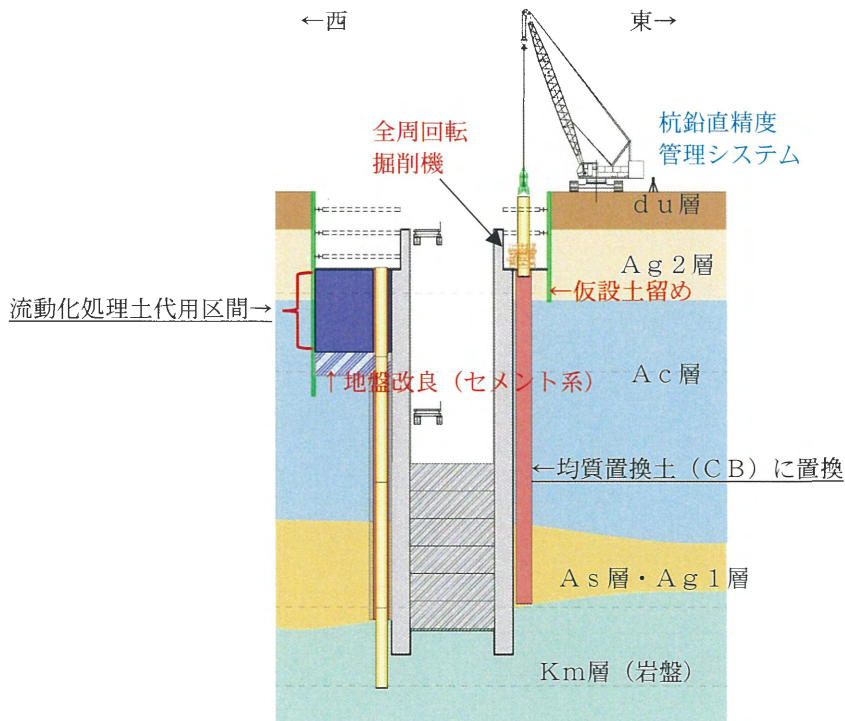 ←西
東→
全周回転
掘削機
杭鉛直精度
管理システム
du層
Ag2層
←仮設土留め
流動化処理土代用区間→
↑地盤改良（セメント系）
Ac層
←均質置換土（CB）に置換
As層・Ag1層
Km層（岩盤）